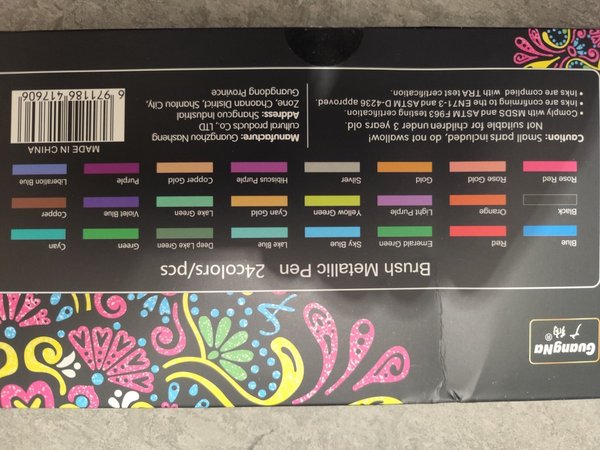 GuangNa®
Brush Metallic Pen 24colors/pcs
Blue Red Emerald Green Sky Blue Lake Blue Deep Lake Green Green Cyan
Black Orange Light Purple Yellow Green Cyan Gold Lake Green Violet Blue Copper
Rose Red Rose Gold Gold Silver Hibiscus Purple Copper Gold Purple Liberation Blue
Caution: Small parts included, do not swallow!
Not suitable for children under 3 years old.
• Comply with MSDS and ASTM F963 testing certification.
• Inks are confirming to the EN71-3 and ASTM D-4236 approved.
• Inks are complied with TRA test certification.
Manufacture: Guangzhou Washeng
cultural products Co., LTD
Address: Shangcuo Industrial
Zone, Chaonan District, Shantou City,
Guangdong Province
MADE IN CHINA
6 971186 417606